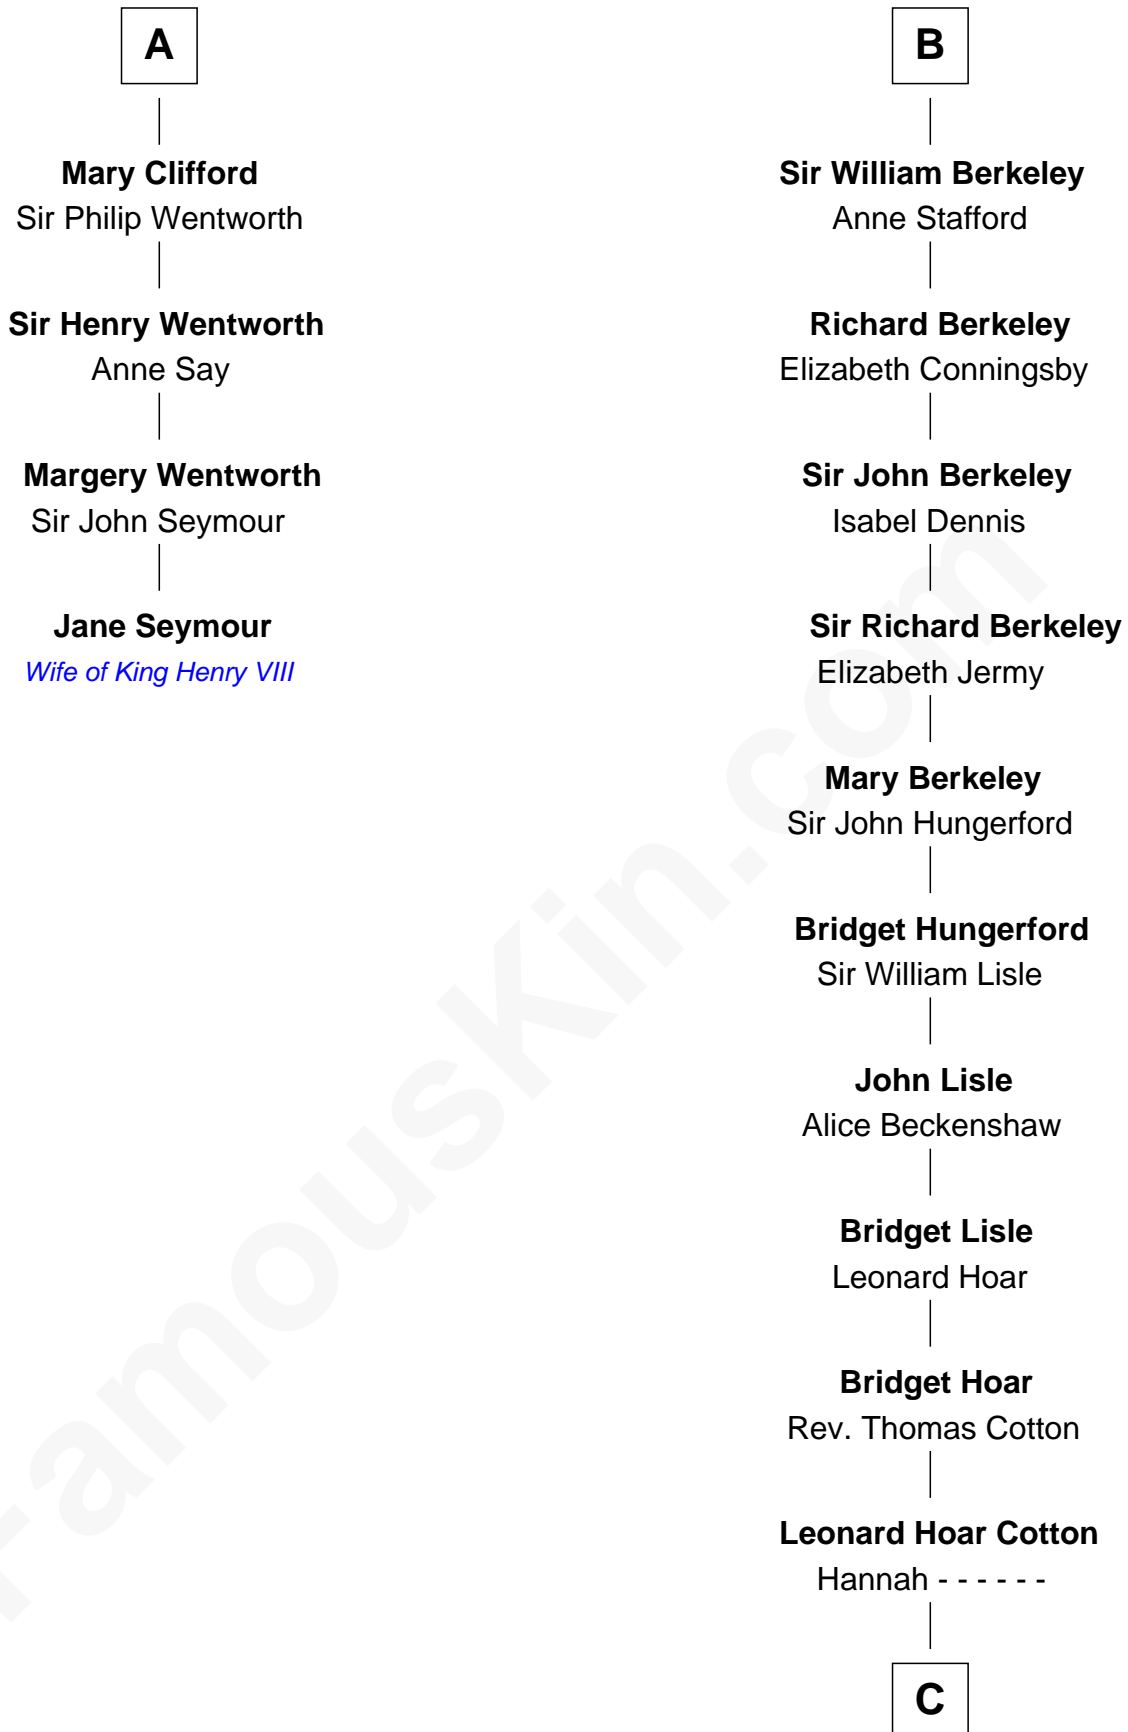 A
Mary Clifford
Sir Philip Wentworth
Sir Henry Wentworth
Anne Say
Margery Wentworth
Sir John Seymour
Jane Seymour
Wife of King Henry VIII
B
Sir William Berkeley
Anne Stafford
Richard Berkeley
Elizabeth Conningsby
Sir John Berkeley
Isabel Dennis
Sir Richard Berkeley
Elizabeth Jermy
Mary Berkeley
Sir John Hungerford
Bridget Hungerford
Sir William Lisle
John Lisle
Alice Beckenshaw
Bridget Lisle
Leonard Hoar
Bridget Hoar
Rev. Thomas Cotton
Leonard Hoar Cotton
Hannah - - - - - -
C
FamousKin.com